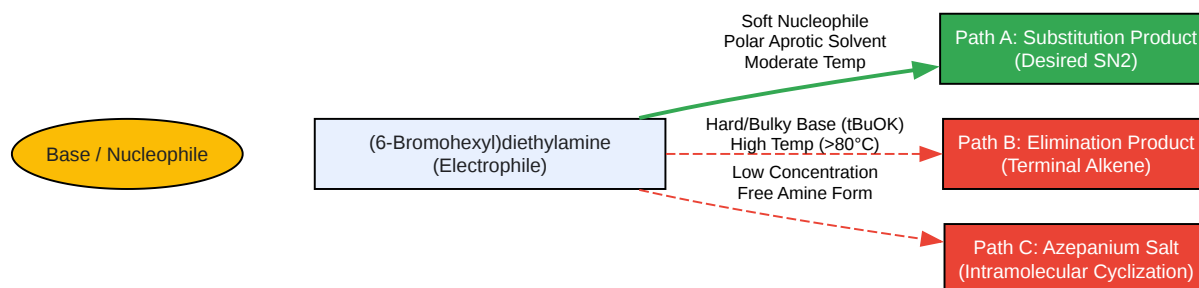 Base / Nucleophile
(6-Bromohexyl)diethylamine
(Electrophile)
Soft Nucleophile
Polar Aprotic Solvent
Moderate Temp
Path A: Substitution Product
(Desired SN2)
Hard/Bulky Base (tBuOK)
High Temp (>80°C)
Path B: Elimination Product
(Terminal Alkene)
Low Concentration
Free Amine Form
Path C: Azepanium Salt
(Intramolecular Cyclization)